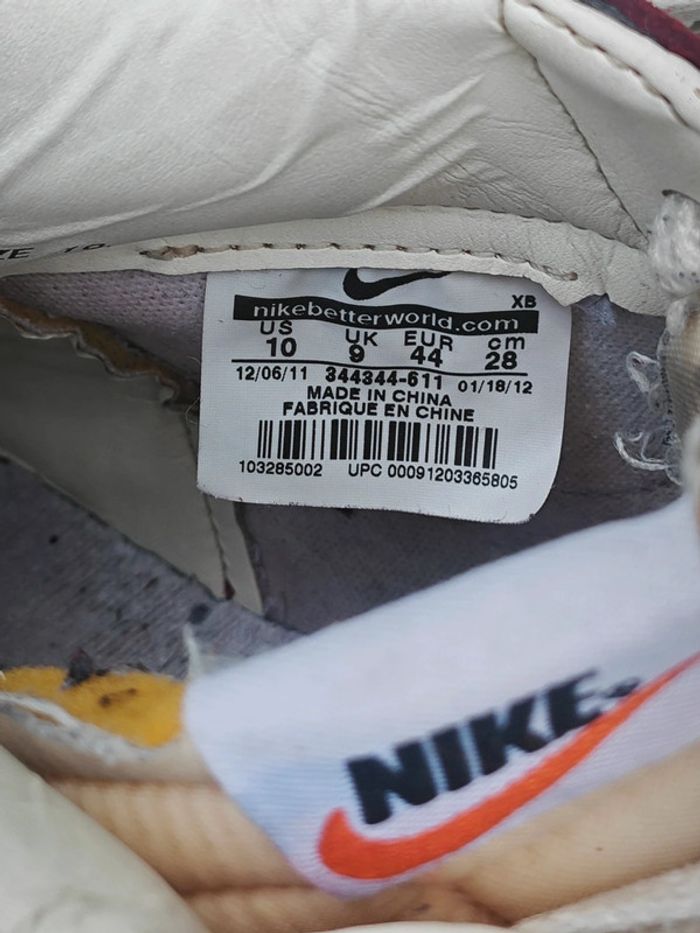 XB
nikebetterworld.com
US UK EUR cm
10 9 44 28
12/06/11 344344-611 01/18/12
MADE IN CHINA
FABRIQUE EN CHINE
103285002 UPC 00091203365805
NIKE